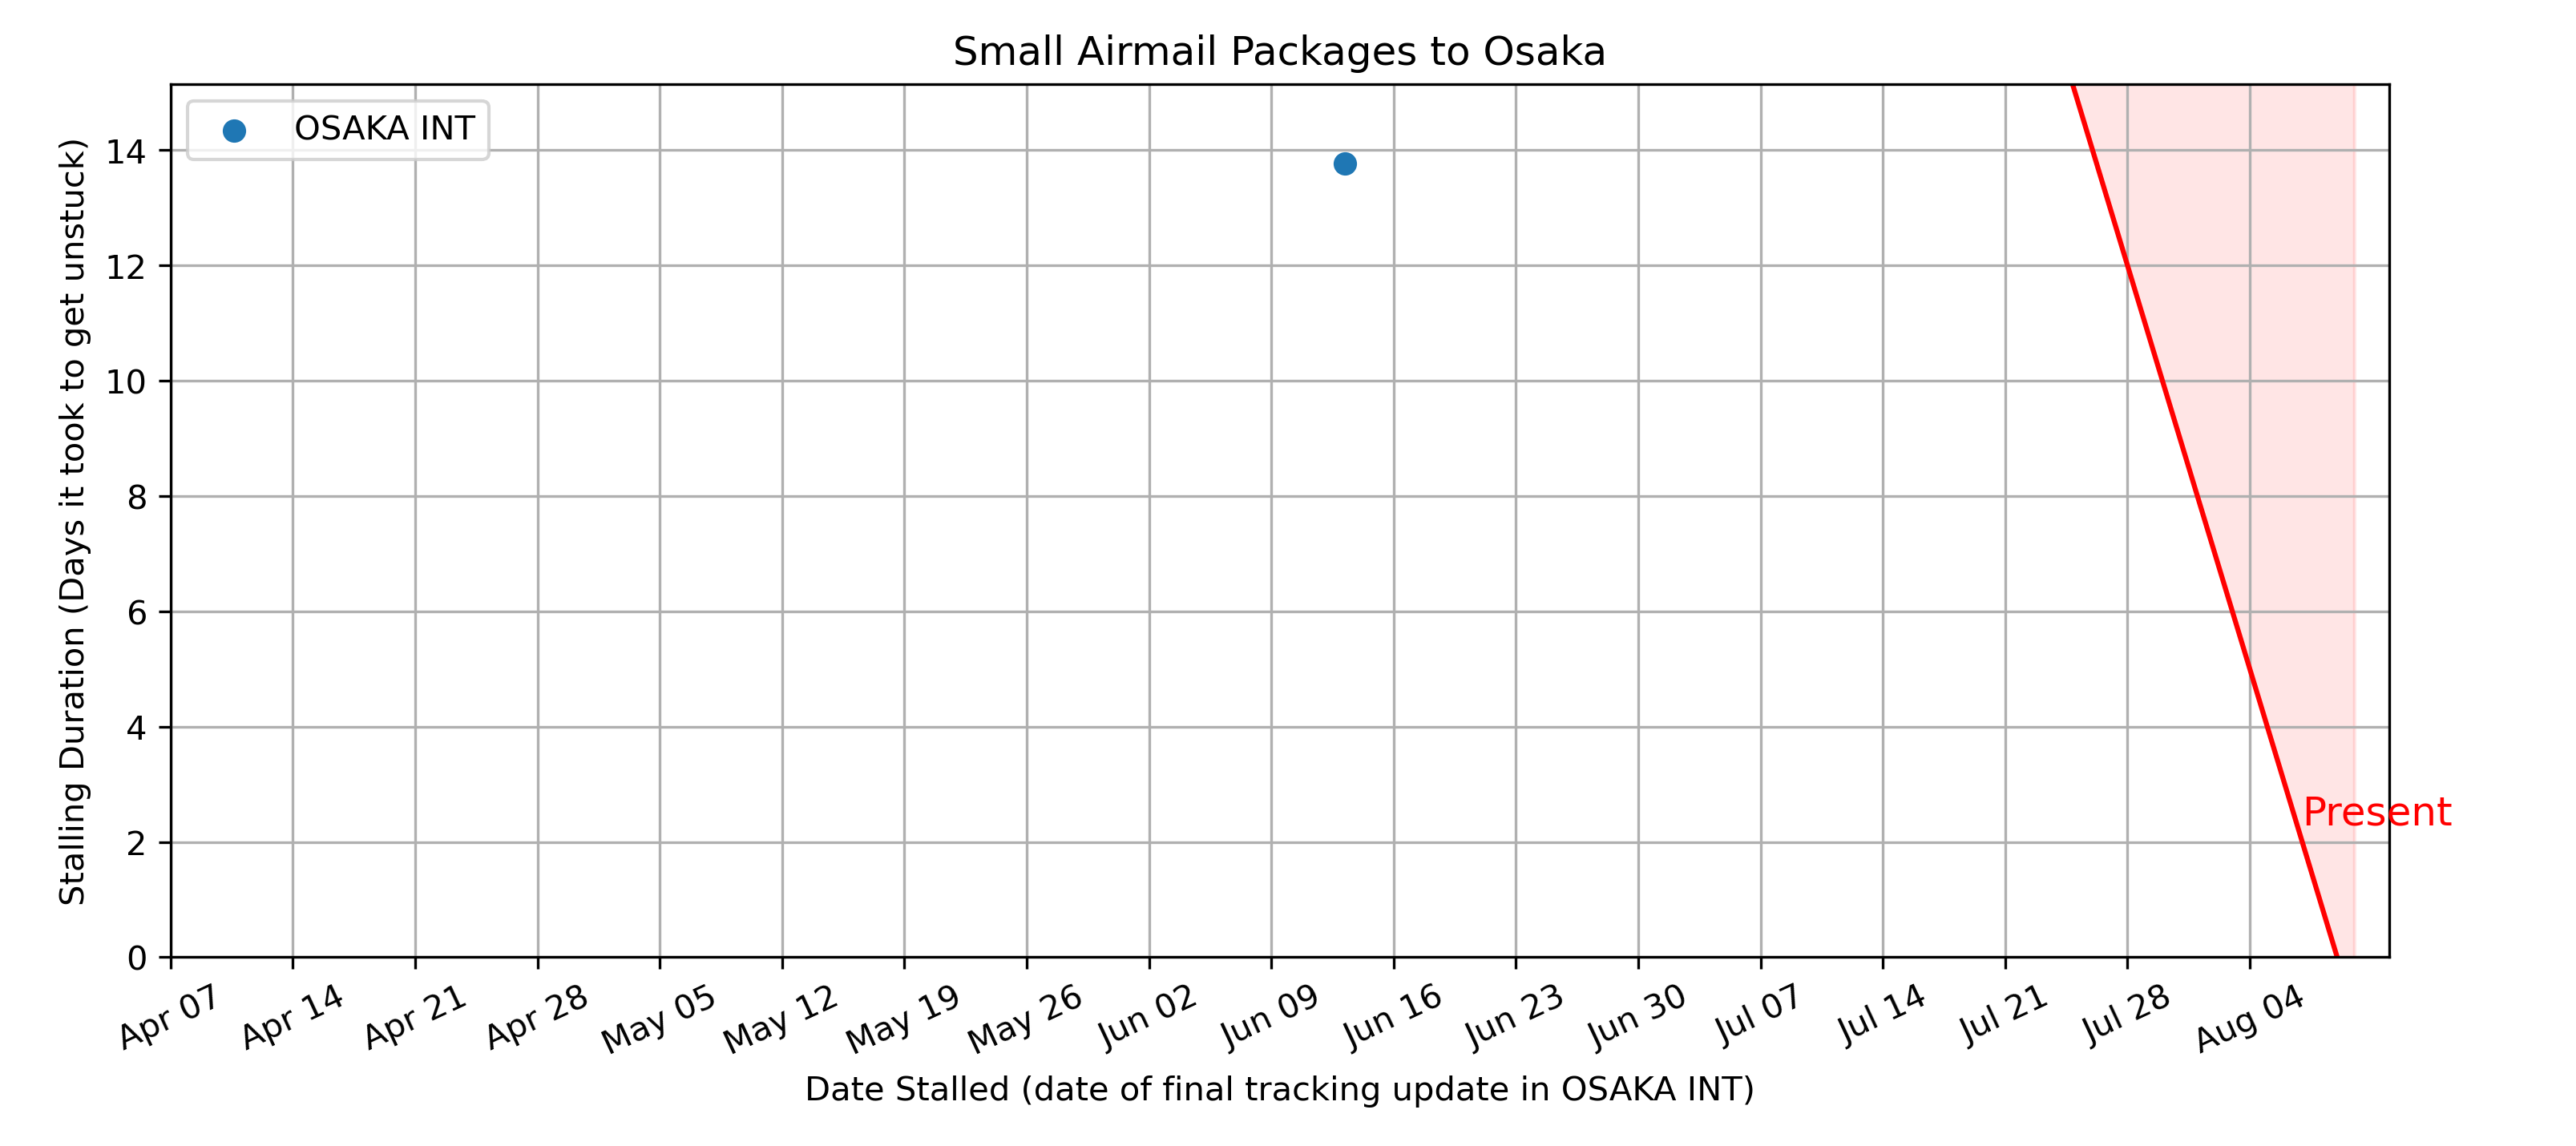 Small Airmail Packages to Osaka
OSAKA INT
Stalling Duration (Days it took to get unstuck)
14
12
10
8
6
4
2
0
Present
Apr 07
Apr 14
Apr 21
Apr 28
May 05
May 12
May 19
May 26
Jun 02
Jun 09
Jun 16
Jun 23
Jun 30
Jul 07
Jul 14
Jul 21
Jul 28
Aug 04
Date Stalled (date of final tracking update in OSAKA INT)